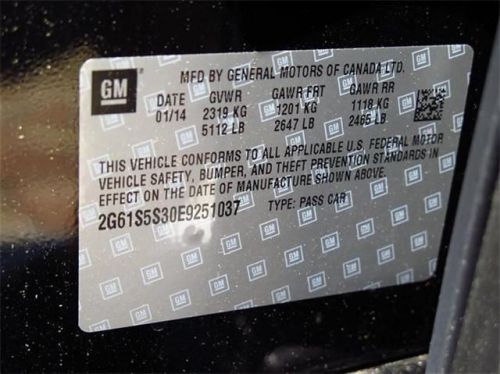 GM
MFD BY GENERAL MOTORS OF CANADA LTD.
DATE GVWR GAWR FRT GAWR RR
01/14 2319 KG 1201 KG 1118 KG
5112 LB 2647 LB 2465 LB
THIS VEHICLE CONFORMS TO ALL APPLICABLE U.S. FEDERAL MOTOR
VEHICLE SAFETY, BUMPER, AND THEFT PREVENTION STANDARDS IN
EFFECT ON THE DATE OF MANUFACTURE SHOWN ABOVE.
2G61S5S30E9251037 TYPE: PASS CAR